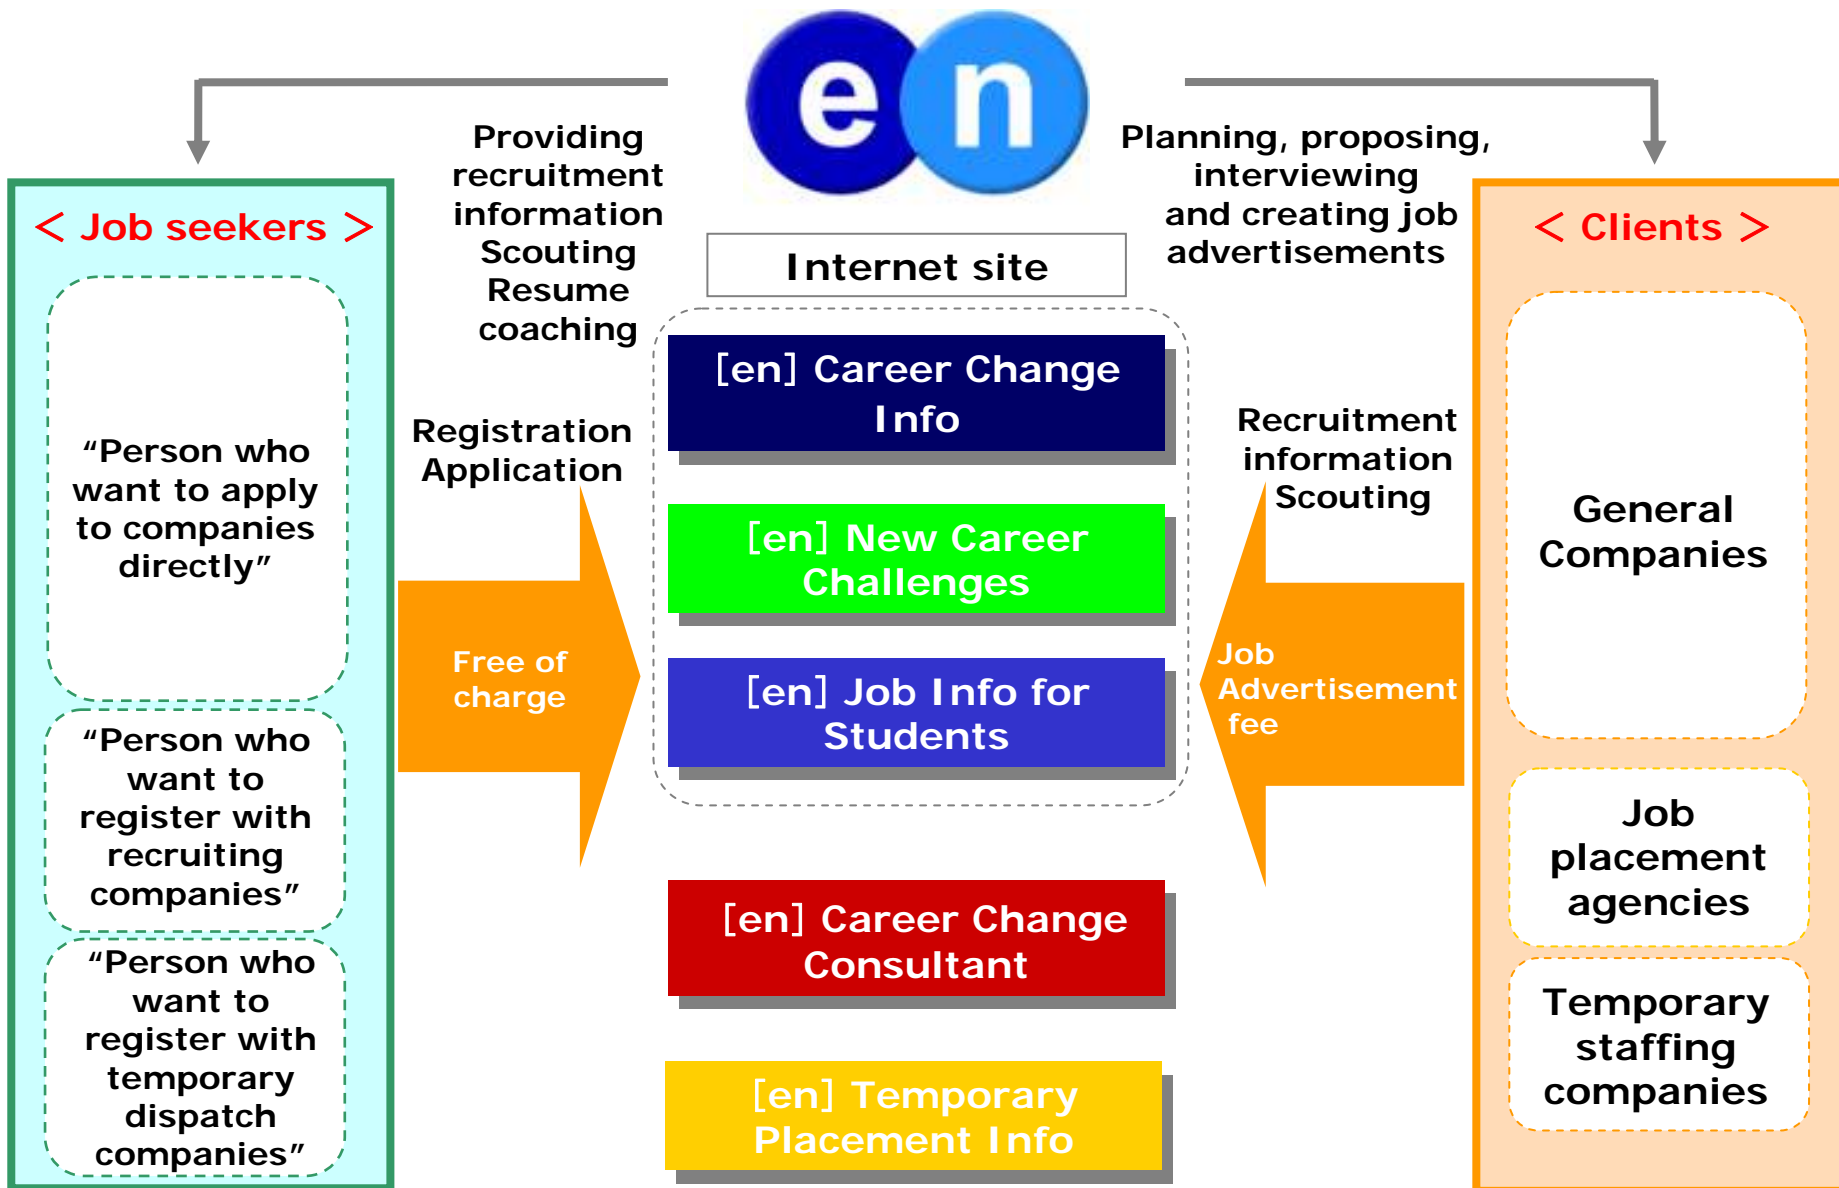 en
Providing
recruitment
information
Scouting
Resume
coaching
Planning, proposing,
interviewing
and creating job
advertisements
< Job seekers >
“Person who
want to apply
to companies
directly”
“Person who
want to
register with
recruiting
companies”
“Person who
want to
register with
temporary
dispatch
companies”
Registration
Application
Free of
charge
Internet site
[en] Career Change
Info
[en] New Career
Challenges
[en] Job Info for
Students
[en] Career Change
Consultant
[en] Temporary
Placement Info
Recruitment
information
Scouting
Job
Advertisement
fee
< Clients >
General
Companies
Job
placement
agencies
Temporary
staffing
companies